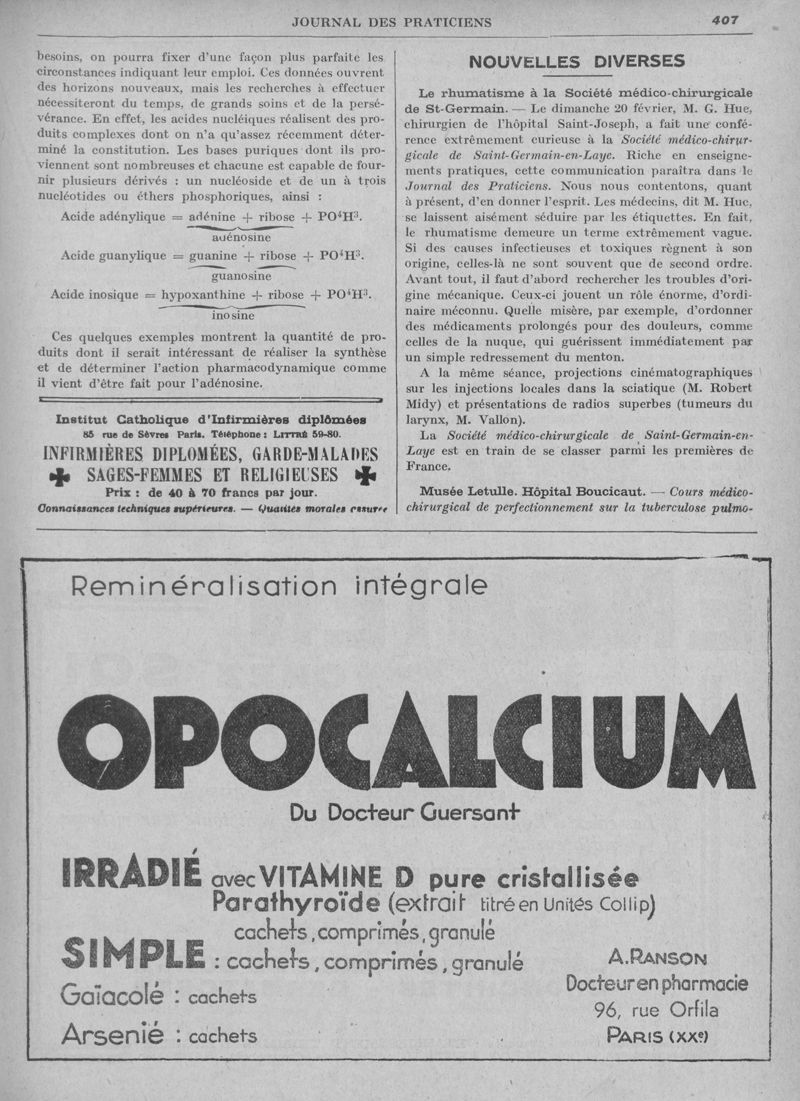 JOURNAL DES PRATICIENS
407
besoins, on pourra fixer d'une façon plus parfaite les
circonstances indiquant leur emploi. Ces données ouvrent
des horizons nouveaux, mais les recherches à effectuer
nécessiteront du temps, de grands soins et de la persé-
vérance. En effet, les acides nucléiques réalisent des pro-
duits complexes dont on n'a qu'assez récemment déter-
miné la constitution. Les bases puriques dont ils pro-
viennent sont nombreuses et chacune est capable de four-
nir plusieurs dérivés : un nucléoside et de un à trois
nucléotides ou éthers phosphoriques, ainsi :
Acide adénylique = adénine + ribose + PO⁴H³.
adénosine
Acide guanylique = guanine + ribose + PO⁴H³.
guanosine
Acide inosique = hypoxanthine + ribose + PO⁴H³.
inosine
Ces quelques exemples montrent la quantité de pro-
duits dont il serait intéressant de réaliser la synthèse
et de déterminer l'action pharmacodynamique comme
il vient d'être fait pour l'adénosine.
Institut Catholique d'Infirmières diplômées
85 rue de Sèvres Paris. Téléphone : LITTRÉ 59-80.
INFIRMIÈRES DIPLOMÉES, GARDE-MALADES
SAGES-FEMMES ET RELIGIEUSES
Prix : de 40 à 70 francs par jour.
Connaissances techniques supérieures. — Qualités morales
NOUVELLES DIVERSES
Le rhumatisme à la Société médico-chirurgicale
de St-Germain. — Le dimanche 20 février, M. G. Hue,
chirurgien de l'hôpital Saint-Joseph, a fait une confé-
rence extrêmement curieuse à la Société médico-chirur-
gicale de Saint-Germain-en-Laye. Riche en enseigne-
ments pratiques, cette communication paraîtra dans le
Journal des Praticiens. Nous nous contentons, quant
à présent, d'en donner l'esprit. Les médecins, dit M. Hue,
se laissent aisément séduire par les étiquettes. En fait,
le rhumatisme demeure un terme extrêmement vague.
Si des causes infectieuses et toxiques règnent à son
origine, celles-là ne sont souvent que de second ordre.
Avant tout, il faut d'abord rechercher les troubles d'ori-
gine mécanique. Ceux-ci jouent un rôle énorme, d'ordi-
naire méconnu. Quelle misère, par exemple, d'ordonner
des médicaments prolongés pour des douleurs, comme
celles de la nuque, qui guérissent immédiatement par
un simple redressement du menton.
A la même séance, projections cinématographiques
sur les injections locales dans la sciatique (M. Robert
Midy) et présentations de radios superbes (tumeurs du
larynx, M. Vallon).
La Société médico-chirurgicale de Saint-Germain-en-
Laye est en train de se classer parmi les premières de
France.
Musée Letulle. Hôpital Boucicaut. — Cours médico-
chirurgical de perfectionnement sur la tuberculose pulmo-
Reminéralisation intégrale
OPOCALCIUM
Du Docteur Guersant
IRRADIÉ avec VITAMINE D pure cristallisée
Parathyroïde (extrait titré en Unités Collip)
cachets, comprimés, granulé
SIMPLE : cachets, comprimés, granulé
Gaïacolé : cachets
Arsenié : cachets
A. RANSON
Docteur en pharmacie
96, rue Orfila
PARIS (XXᵉ)